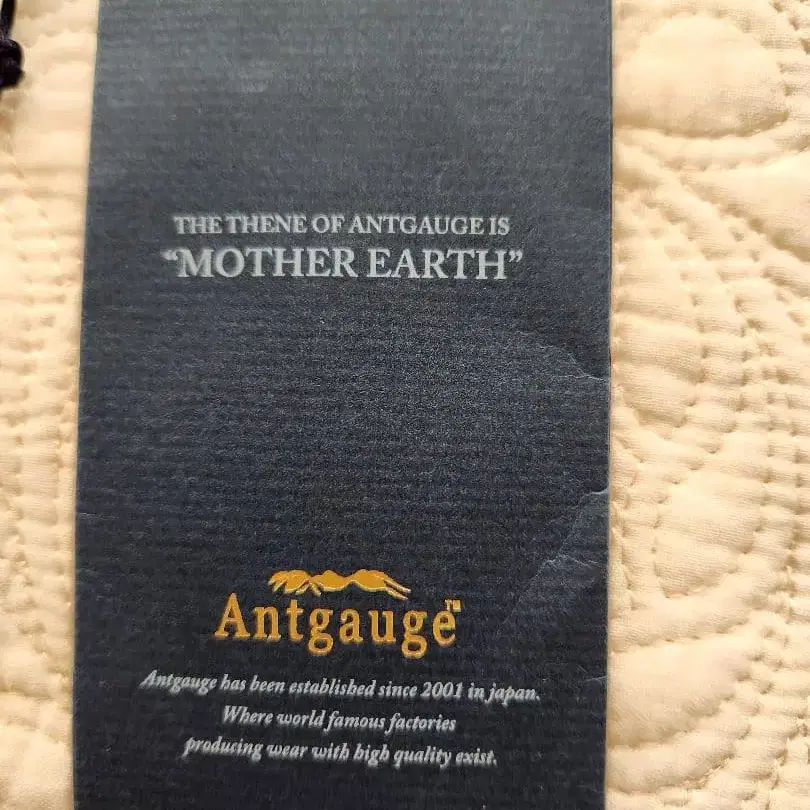 THE THENE OF ANTGAUGE IS
“MOTHER EARTH”
Antgauge™
Antgauge has been established since 2001 in japan.
Where world famous factories
producing wear with high quality exist.